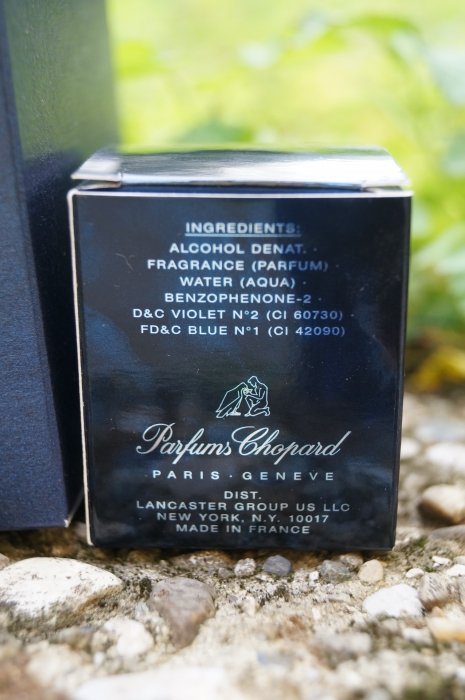 INGREDIENTS:
ALCOHOL DENAT. ·
FRAGRANCE (PARFUM)
WATER (AQUA) ·
BENZOPHENONE-2 ·
D&C VIOLET N°2 (CI 60730) ·
FD&C BLUE N°1 (CI 42090)
Parfums Chopard
PARIS · GENEVE
DIST.
LANCASTER GROUP US LLC
NEW YORK, N.Y. 10017
MADE IN FRANCE